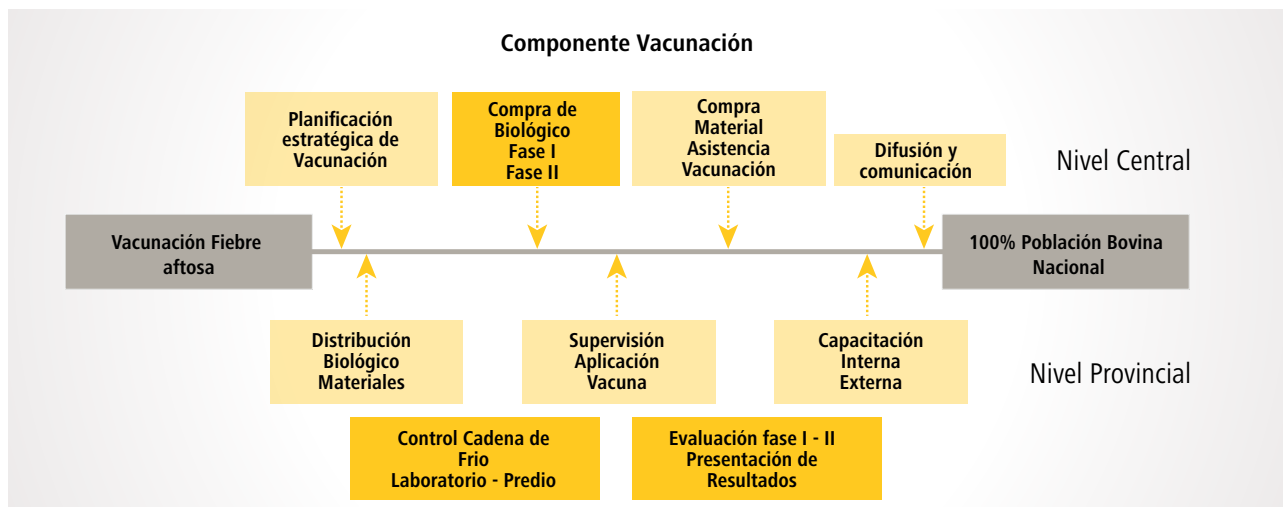 Componente Vacunación
Planificación
estratégica de
Vacunación
Compra de
Biológico
Fase I
Fase II
Compra
Material
Asistencia
Vacunación
Difusión y
comunicación
Nivel Central
Vacunación Fiebre
aftosa
100% Población Bovina
Nacional
Distribución
Biológico
Materiales
Supervisión
Aplicación
Vacuna
Capacitación
Interna
Externa
Nivel Provincial
Control Cadena de
Frio
Laboratorio - Predio
Evaluación fase I - II
Presentación de
Resultados